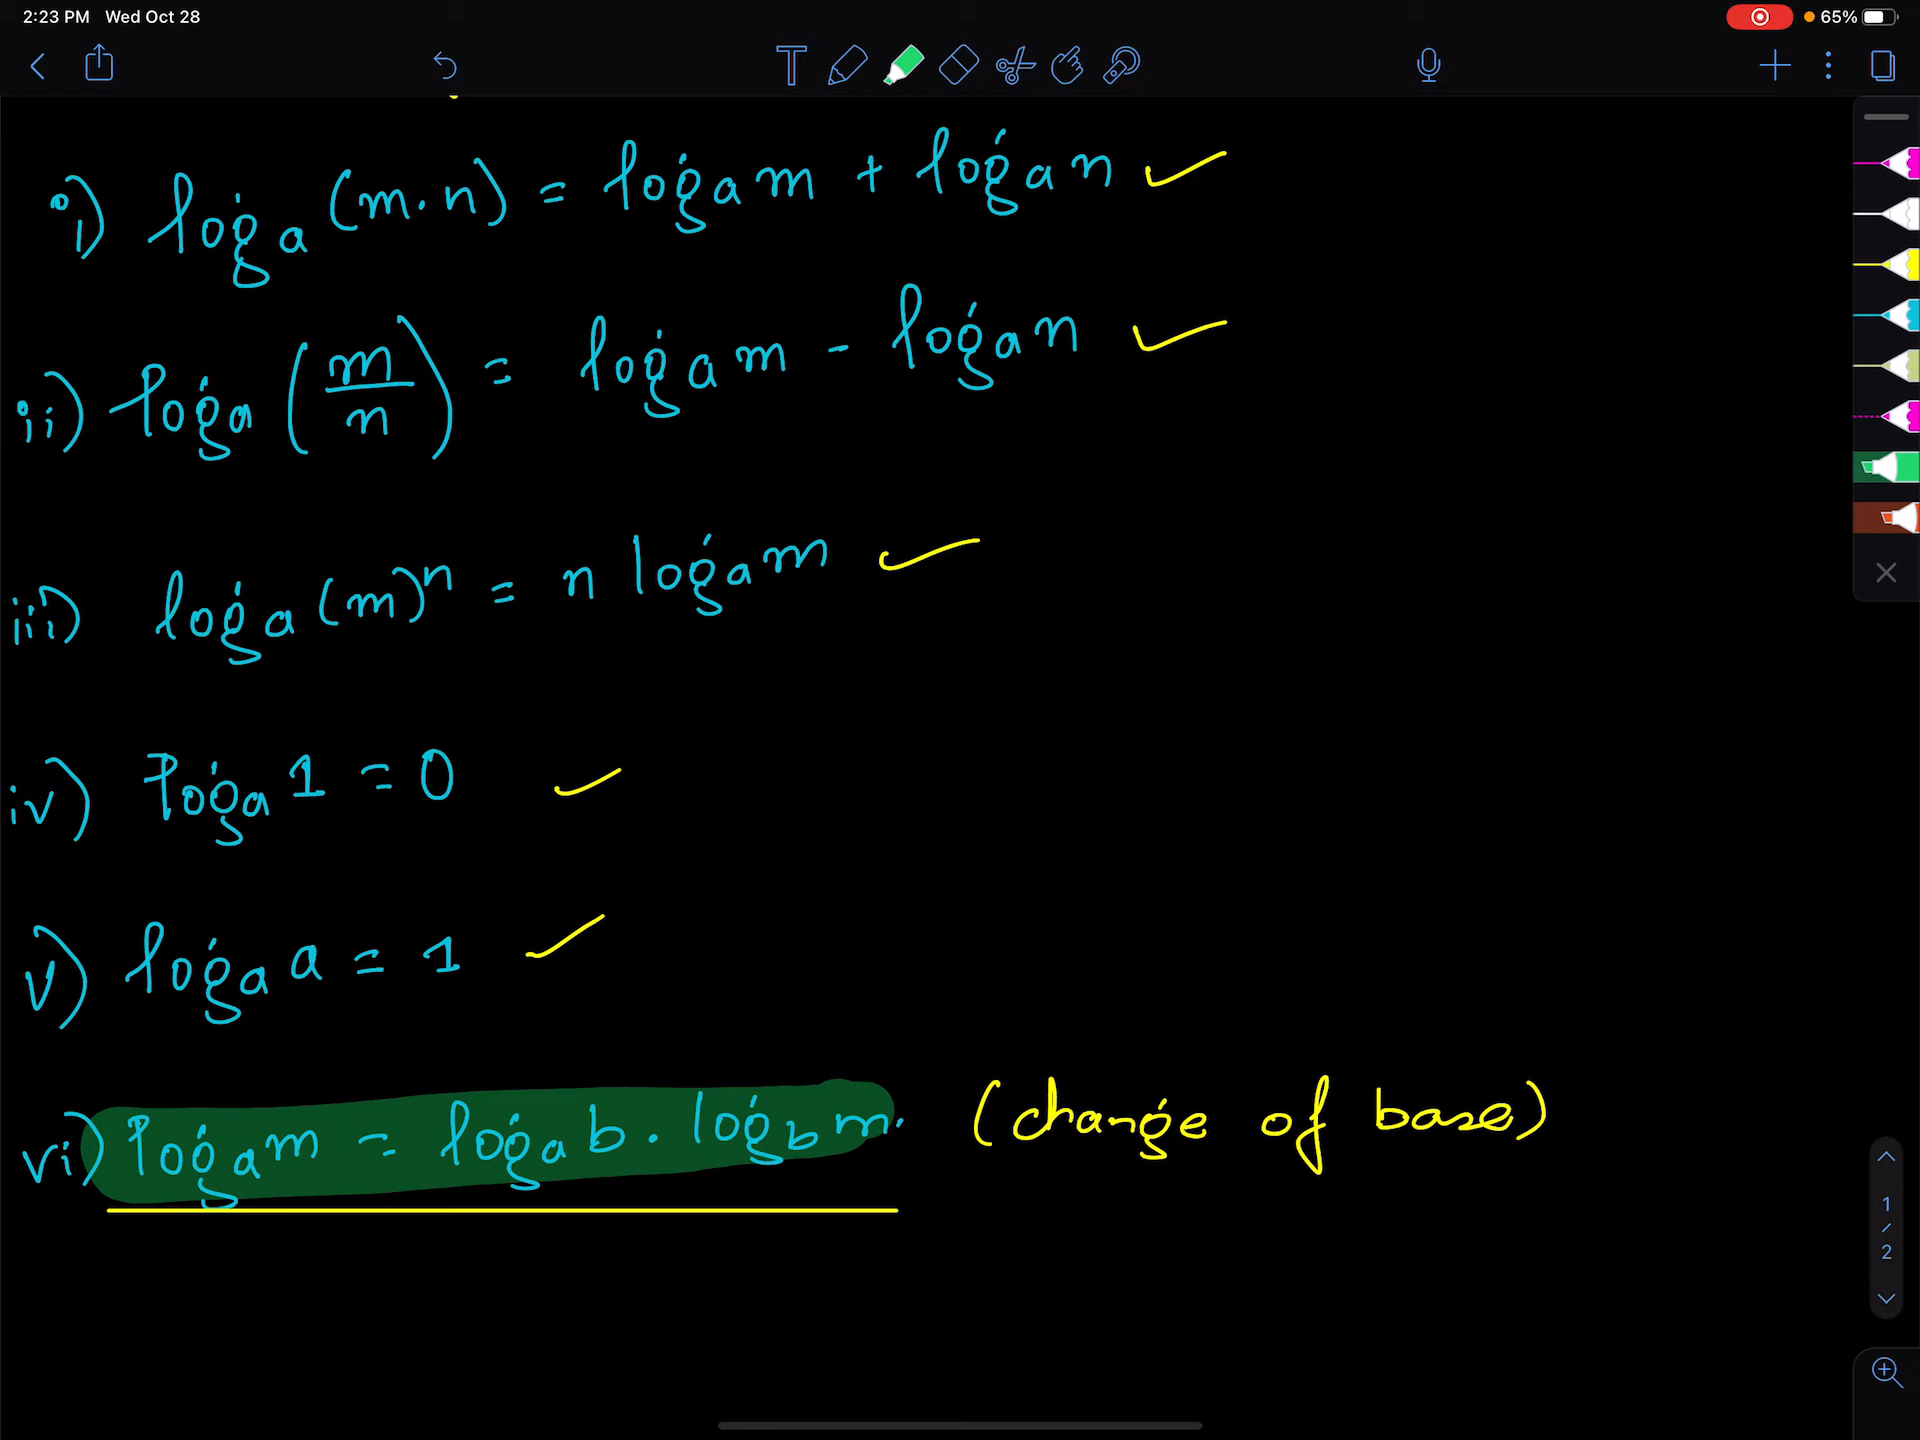 2:23 PM Wed Oct 28
65%
i) logₐ (m·n) = logₐ m + logₐ n
ii) logₐ (m/n) = logₐ m - logₐ n
iii) logₐ (m)ⁿ = n logₐ m
iv) logₐ 1 = 0
v) logₐ a = 1
vi) logₐ m = logₐ b · log_b m. (change of base)
1 / 2